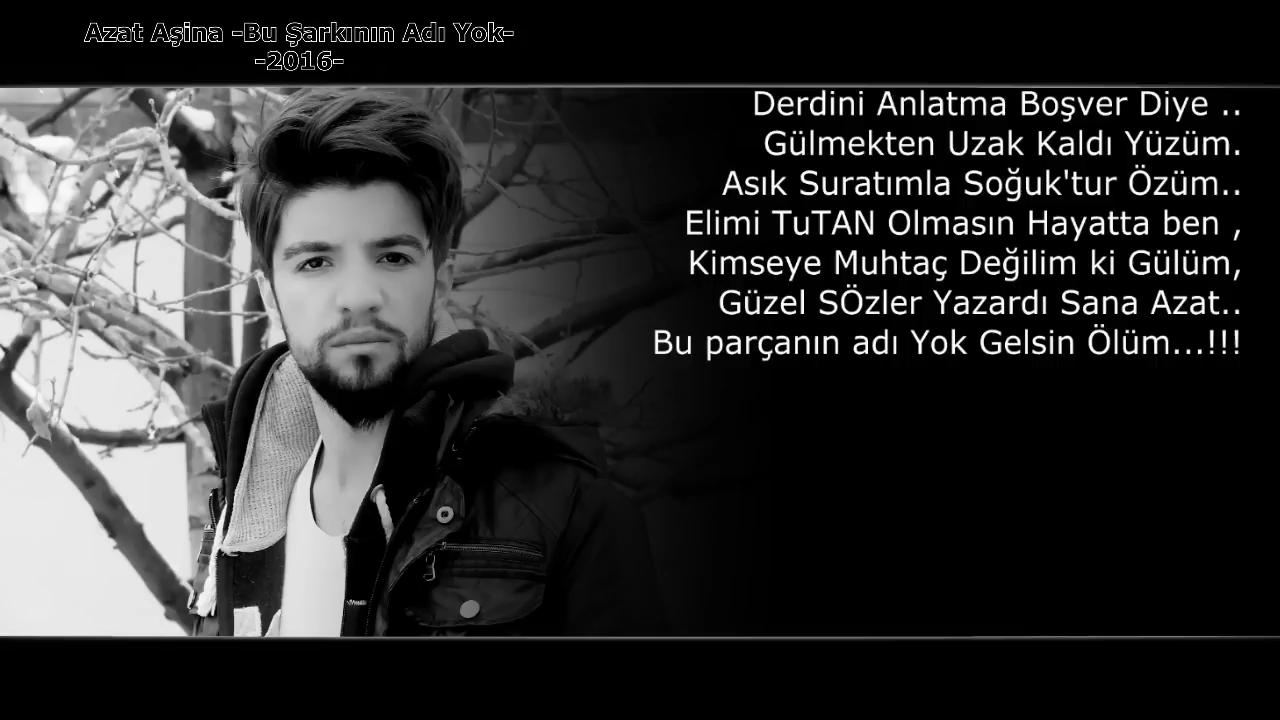 Azat Aşina -Bu Şarkının Adı Yok-
-2016-
Derdini Anlatma Boşver Diye ..
Gülmekten Uzak Kaldı Yüzüm.
Asık Suratımla Soğuk'tur Özüm..
Elimi TuTAN Olmasın Hayatta ben ,
Kimseye Muhtaç Değilim ki Gülüm,
Güzel SÖzler Yazardı Sana Azat..
Bu parçanın adı Yok Gelsin Ölüm...!!!